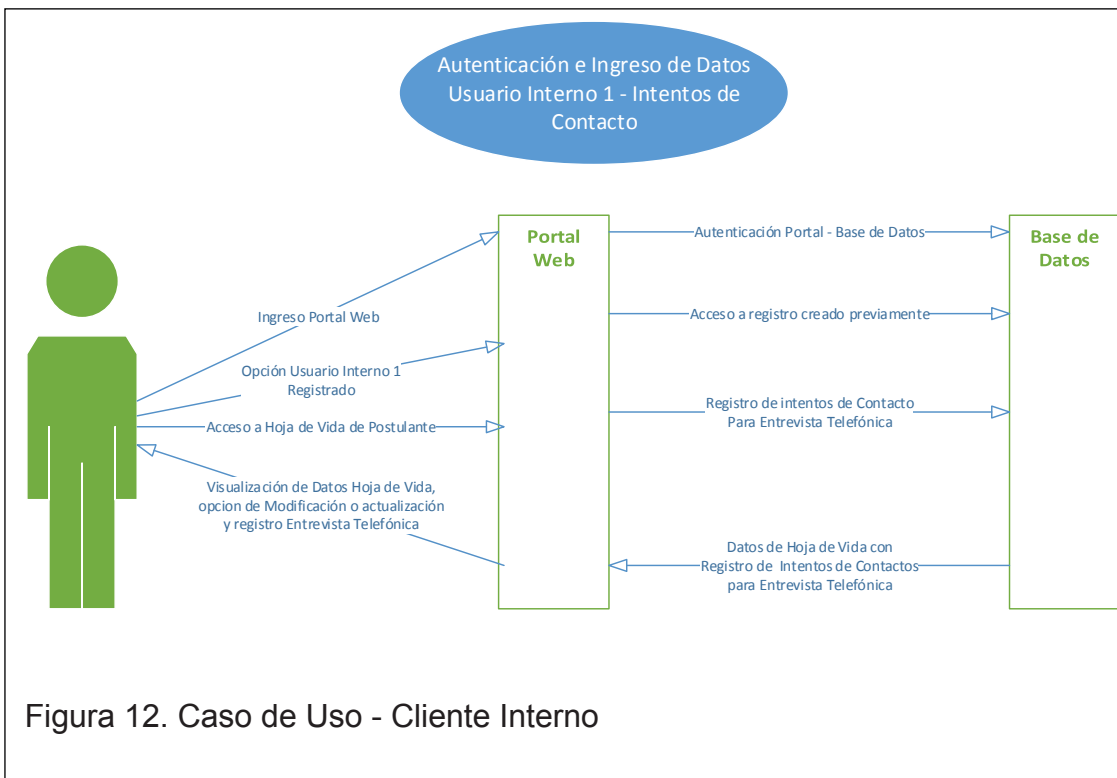 Autenticación e Ingreso de Datos
Usuario Interno 1 - Intentos de
Contacto
Portal
Web
Autenticación Portal - Base de Datos
Base de
Datos
Ingreso Portal Web
Acceso a registro creado previamente
Opción Usuario Interno 1
Registrado
Acceso a Hoja de Vida de Postulante
Registro de intentos de Contacto
Para Entrevista Telefónica
Visualización de Datos Hoja de Vida,
opcion de Modificación o actualización
y registro Entrevista Telefónica
Datos de Hoja de Vida con
Registro de Intentos de Contactos
para Entrevista Telefónica
Figura 12. Caso de Uso - Cliente Interno